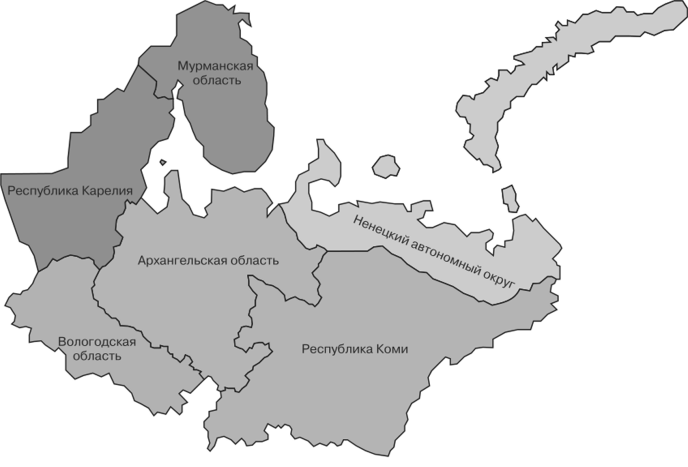 Мурманская
область
Республика Карелия
Ненецкий автономный округ
Архангельская область
Вологодская
область
Республика Коми